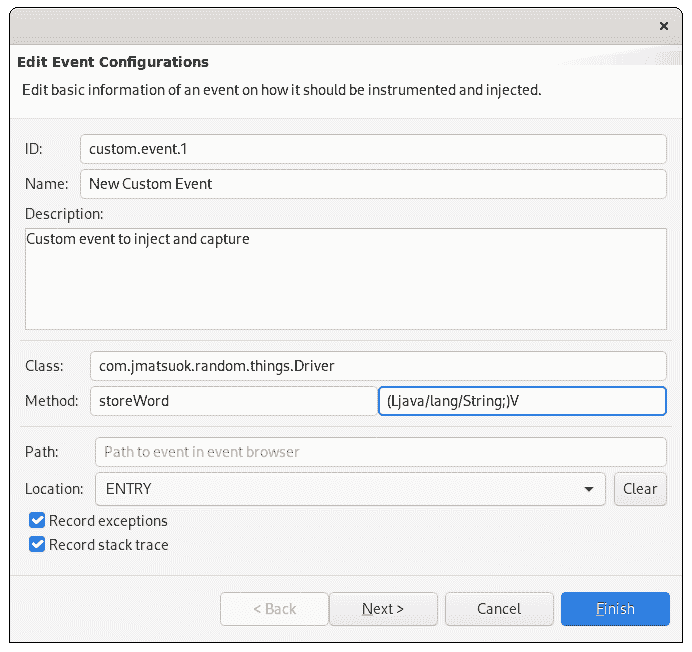 Edit Event Configurations
Edit basic information of an event on how it should be instrumented and injected.
ID: custom.event.1
Name: New Custom Event
Description:
Custom event to inject and capture
Class: com.jmatsuok.random.things.Driver
Method: storeWord (Ljava/lang/String;)V
Path: Path to event in event browser
Location: ENTRY Clear
Record exceptions
Record stack trace
< Back Next > Cancel Finish